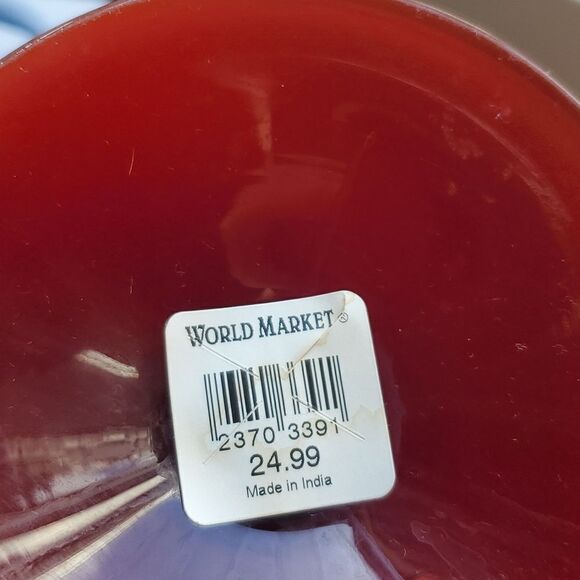 WORLD MARKET®
2370 3391
24.99
Made in India